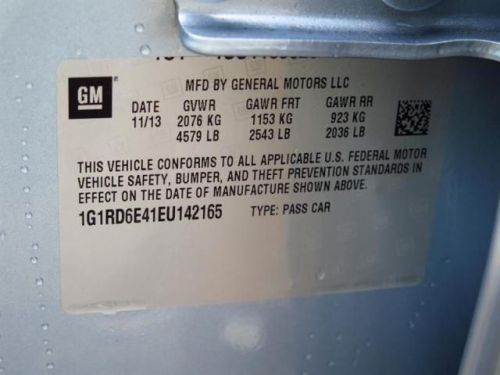 GM
MFD BY GENERAL MOTORS LLC
DATE GVWR GAWR FRT GAWR RR
11/13 2076 KG 1153 KG 923 KG
4579 LB 2543 LB 2036 LB
THIS VEHICLE CONFORMS TO ALL APPLICABLE U.S. FEDERAL MOTOR
VEHICLE SAFETY, BUMPER, AND THEFT PREVENTION STANDARDS IN
EFFECT ON THE DATE OF MANUFACTURE SHOWN ABOVE.
1G1RD6E41EU142165 TYPE: PASS CAR